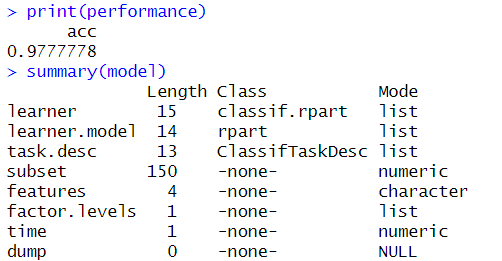 > print(performance)
      acc
0.9777778
> summary(model)
              Length Class           Mode
learner        15    classif.rpart   list
learner.model  14    rpart           list
task.desc      13    ClassifTaskDesc list
subset        150    -none-          numeric
features        4    -none-          character
factor.levels   1    -none-          list
time            1    -none-          numeric
dump            0    -none-          NULL